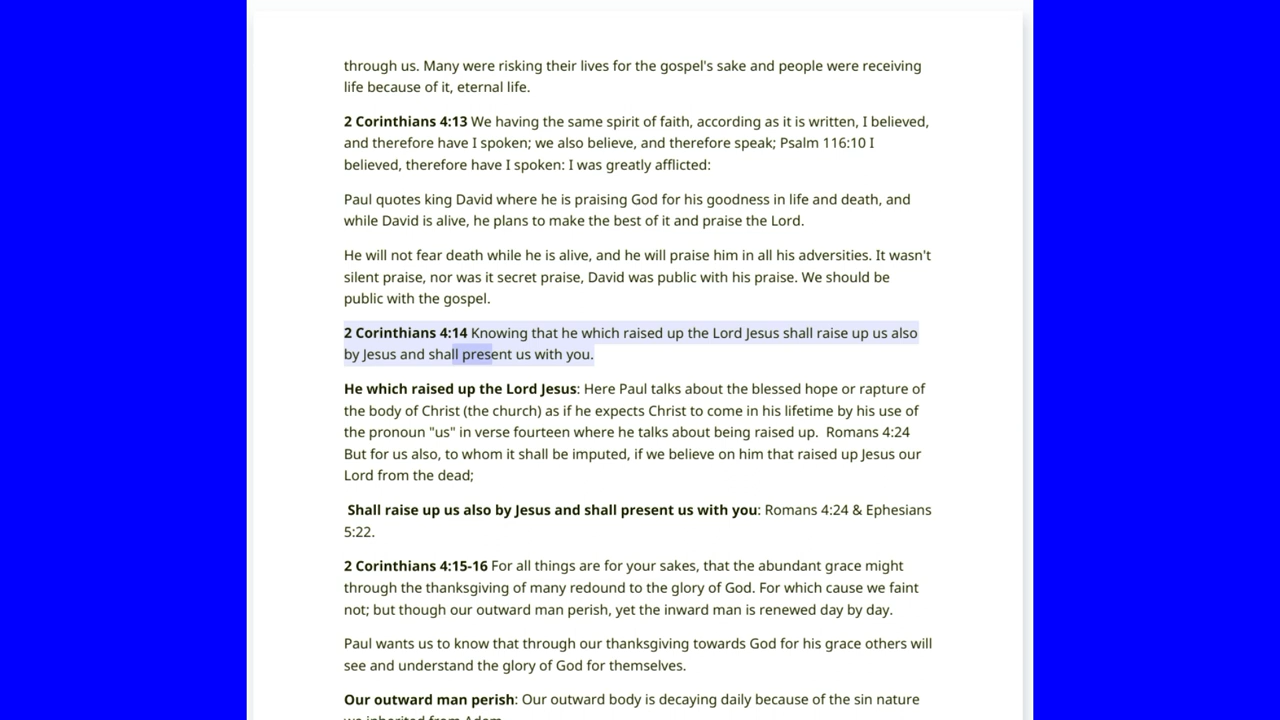 through us. Many were risking their lives for the gospel's sake and people were receiving
life because of it, eternal life.
2 Corinthians 4:13 We having the same spirit of faith, according as it is written, I believed,
and therefore have I spoken; we also believe, and therefore speak; Psalm 116:10 I
believed, therefore have I spoken: I was greatly afflicted:
Paul quotes king David where he is praising God for his goodness in life and death, and
while David is alive, he plans to make the best of it and praise the Lord.
He will not fear death while he is alive, and he will praise him in all his adversities. It wasn't
silent praise, nor was it secret praise, David was public with his praise. We should be
public with the gospel.
2 Corinthians 4:14 Knowing that he which raised up the Lord Jesus shall raise up us also
by Jesus and shall present us with you.
He which raised up the Lord Jesus: Here Paul talks about the blessed hope or rapture of
the body of Christ (the church) as if he expects Christ to come in his lifetime by his use of
the pronoun "us" in verse fourteen where he talks about being raised up.  Romans 4:24
But for us also, to whom it shall be imputed, if we believe on him that raised up Jesus our
Lord from the dead;
Shall raise up us also by Jesus and shall present us with you: Romans 4:24 & Ephesians
5:22.
2 Corinthians 4:15-16 For all things are for your sakes, that the abundant grace might
through the thanksgiving of many redound to the glory of God. For which cause we faint
not; but though our outward man perish, yet the inward man is renewed day by day.
Paul wants us to know that through our thanksgiving towards God for his grace others will
see and understand the glory of God for themselves.
Our outward man perish: Our outward body is decaying daily because of the sin nature
we inherited from Adam